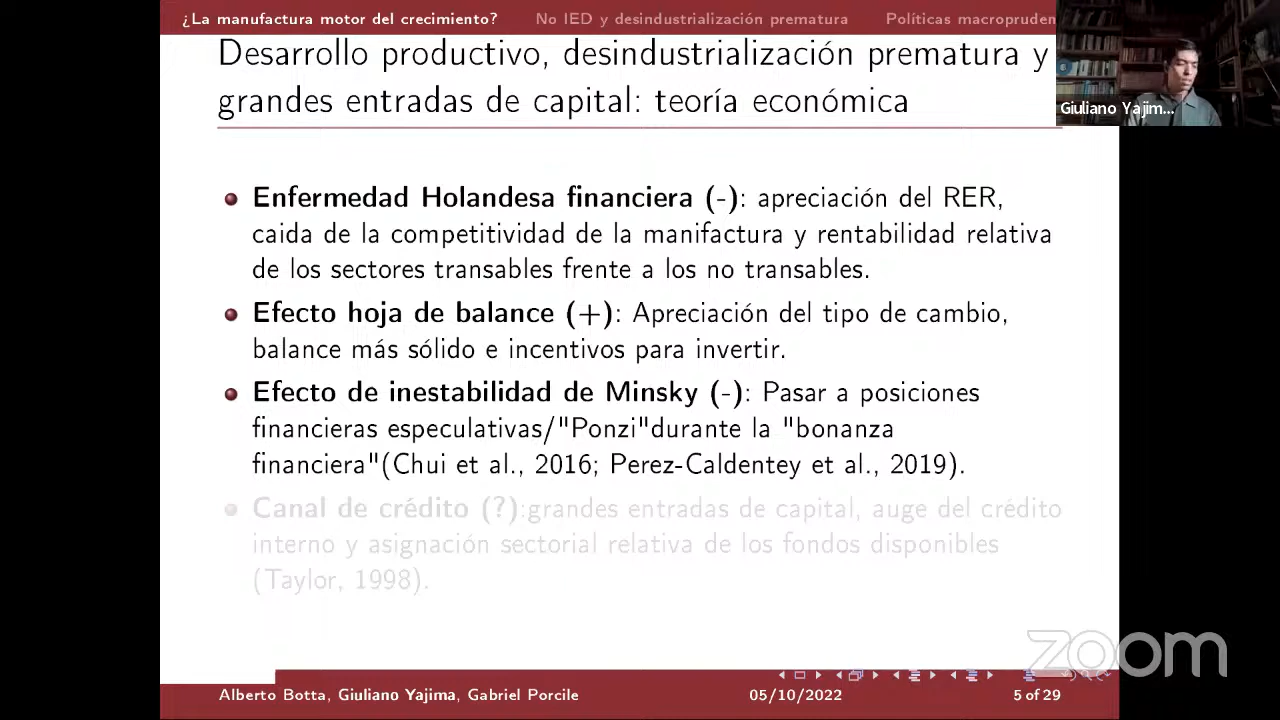 ¿La manufactura motor del crecimiento? No IED y desindustrialización prematura Políticas macropruden
Desarrollo productivo, desindustrialización prematura y
grandes entradas de capital: teoría económica
Giuliano Yajim...
Enfermedad Holandesa financiera (-): apreciación del RER,
caida de la competitividad de la manifactura y rentabilidad relativa
de los sectores transables frente a los no transables.
Efecto hoja de balance (+): Apreciación del tipo de cambio,
balance más sólido e incentivos para invertir.
Efecto de inestabilidad de Minsky (-): Pasar a posiciones
financieras especulativas/"Ponzi"durante la "bonanza
financiera"(Chui et al., 2016; Perez-Caldentey et al., 2019).
Canal de crédito (?):grandes entradas de capital, auge del crédito
interno y asignación sectorial relativa de los fondos disponibles
(Taylor, 1998).
zoom
Alberto Botta, Giuliano Yajima, Gabriel Porcile 05/10/2022 5 of 29